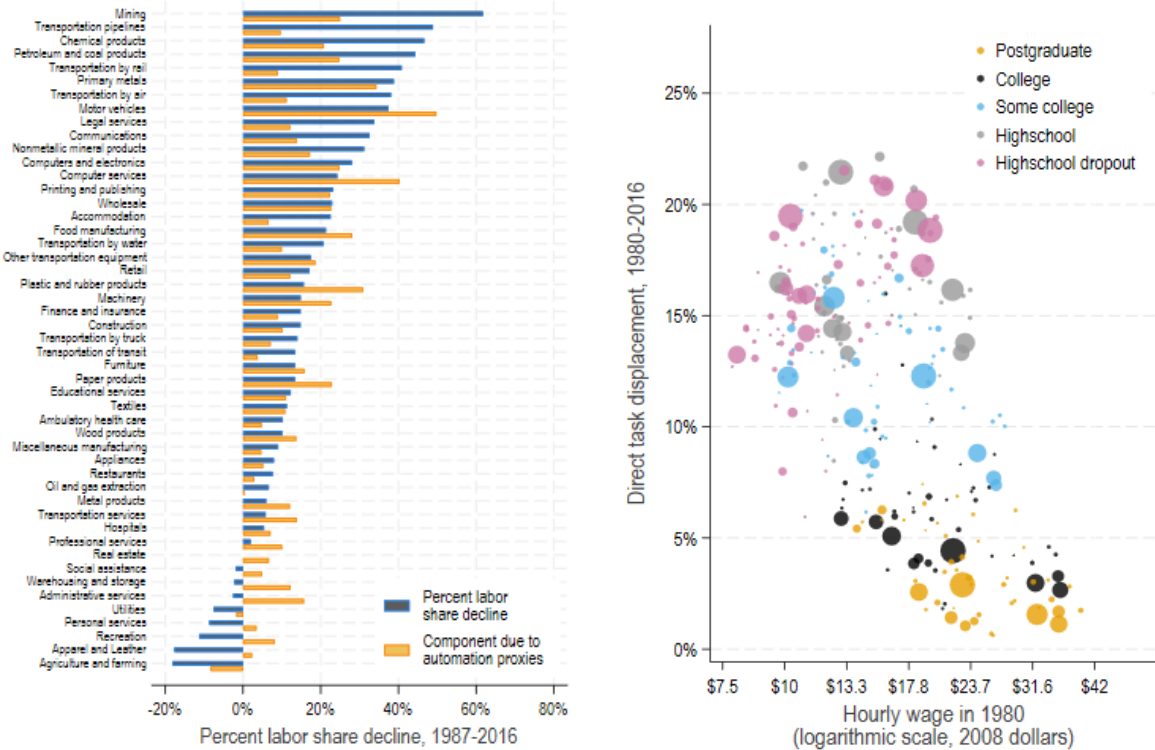 Mining
Transportation pipelines
Chemical products
Petroleum and coal products
Transportation by rail
Primary metals
Transportation by air
Motor vehicles
Legal services
Communications
Nonmetallic mineral products
Computers and electronics
Computer services
Printing and publishing
Wholesale
Accommodation
Food manufacturing
Transportation by water
Other transportation equipment
Retail
Plastic and rubber products
Machinery
Finance and insurance
Construction
Transportation by truck
Transportation of transit
Furniture
Paper products
Educational services
Textiles
Ambulatory health care
Wood products
Miscellaneous manufacturing
Appliances
Restaurants
Oil and gas extraction
Metal products
Transportation services
Hospitals
Professional services
Real estate
Social assistance
Warehousing and storage
Administrative services
Utilities
Personal services
Recreation
Apparel and Leather
Agriculture and farming
Percent labor
share decline
Component due to
automation proxies
-20% 0% 20% 40% 60% 80%
Percent labor share decline, 1987-2016
Direct task displacement, 1980-2016
25%
20%
15%
10%
5%
0%
Postgraduate
College
Some college
Highschool
Highschool dropout
$7.5 $10 $13.3 $17.8 $23.7 $31.6 $42
Hourly wage in 1980
(logarithmic scale, 2008 dollars)